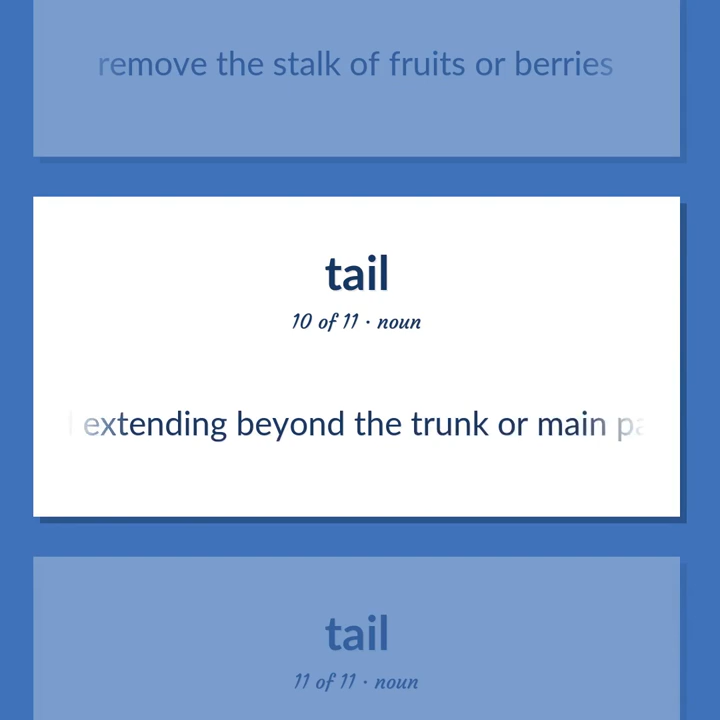 remove the stalk of fruits or berries
tail
10 of 11 · noun
extending beyond the trunk or main
tail
11 of 11 · noun